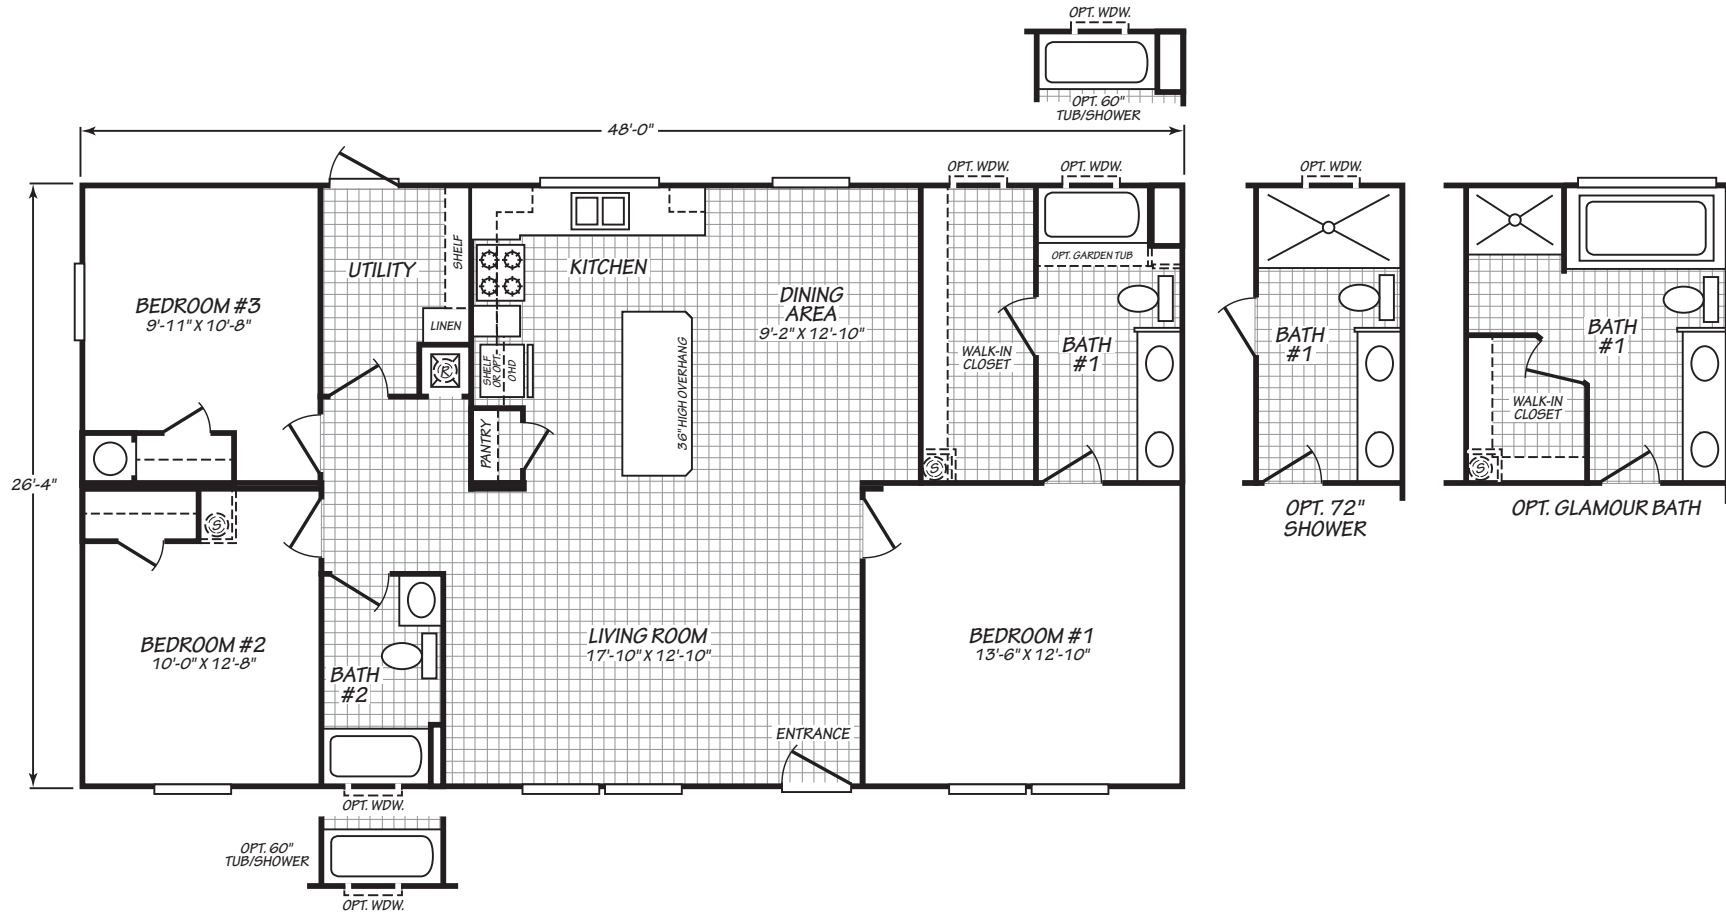 OPT. WDW.
OPT. 60"
TUB/SHOWER
48'-0"
OPT. WDW.
OPT. WDW.
OPT. WDW.
SHELF
UTILITY
KITCHEN
OPT. GARDEN TUB
BEDROOM #3
9'-11" X 10'-8"
DINING
AREA
9'-2" X 12'-10"
LINEN
R
SHELF
OR OPT.
O'HD
36" HIGH OVERHANG
WALK-IN
CLOSET
BATH
#1
BATH
#1
BATH
#1
WALK-IN
CLOSET
PANTRY
S
S
26'-4"
S
OPT. 72"
SHOWER
OPT. GLAMOUR BATH
BEDROOM #2
10'-0" X 12'-8"
BATH
#2
LIVING ROOM
17'-10" X 12'-10"
BEDROOM #1
13'-6" X 12'-10"
ENTRANCE
OPT. WDW.
OPT. 60"
TUB/SHOWER
OPT. WDW.